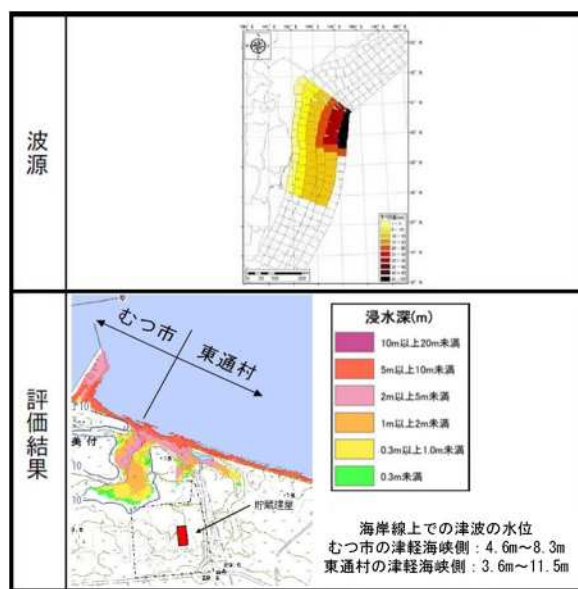 波源
評価結果
むつ市
東通村
美付
貯蔵建屋
浸水深(m)
10m以上20m未満
5m以上10m未満
2m以上5m未満
1m以上2m未満
0.3m以上1.0m未満
0.3m未満
海岸線上での津波の水位
むつ市の津軽海峡側:4.6m～8.3m
東通村の津軽海峡側:3.6m～11.5m